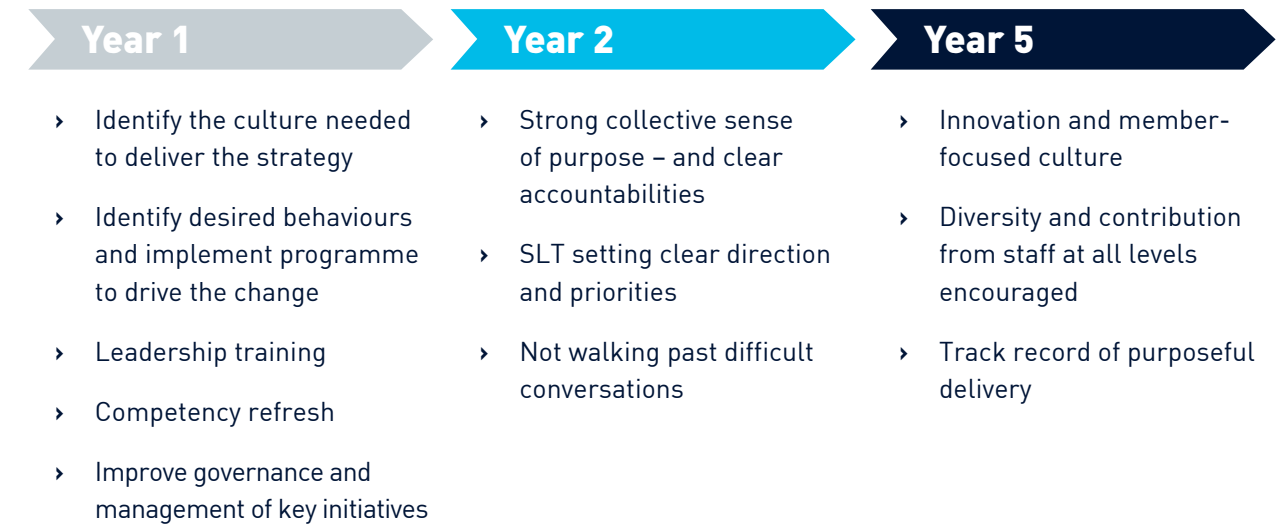 Year 1
› Identify the culture needed
to deliver the strategy
› Identify desired behaviours
and implement programme
to drive the change
› Leadership training
› Competency refresh
› Improve governance and
management of key initiatives
Year 2
› Strong collective sense
of purpose – and clear
accountabilities
› SLT setting clear direction
and priorities
› Not walking past difficult
conversations
Year 5
› Innovation and member-
focused culture
› Diversity and contribution
from staff at all levels
encouraged
› Track record of purposeful
delivery